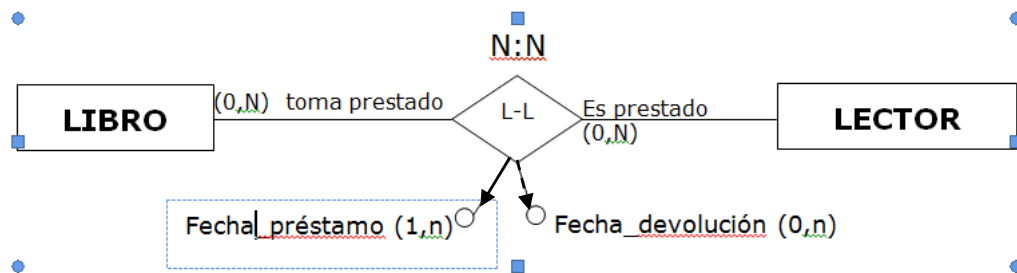 N:N
LIBRO
(0,N) toma prestado
L-L
Es prestado
(0,N)
LECTOR
Fecha_préstamo (1,n)
Fecha_devolución (0,n)